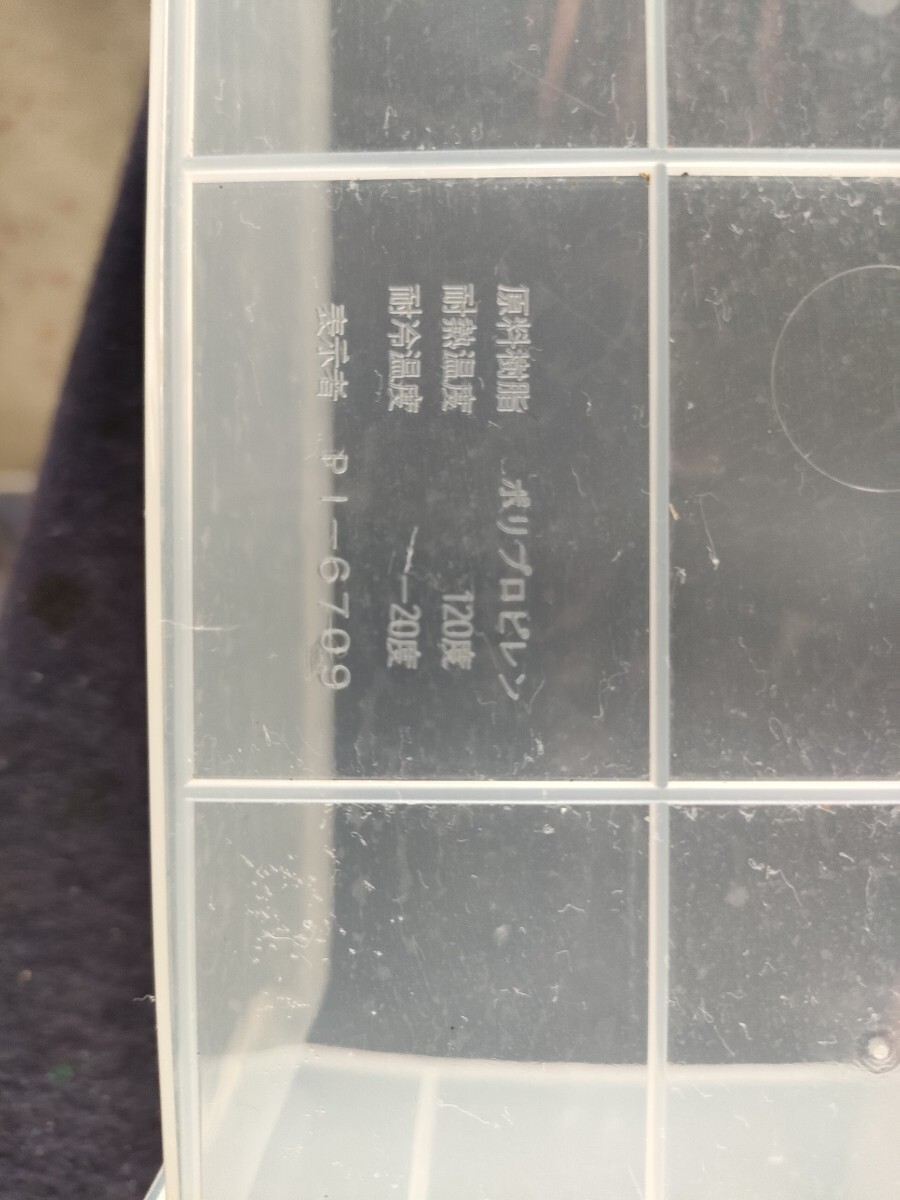 原料樹脂 ポリプロピレン
耐熱温度 120度
耐冷温度 −20度
表示者 PI−6709